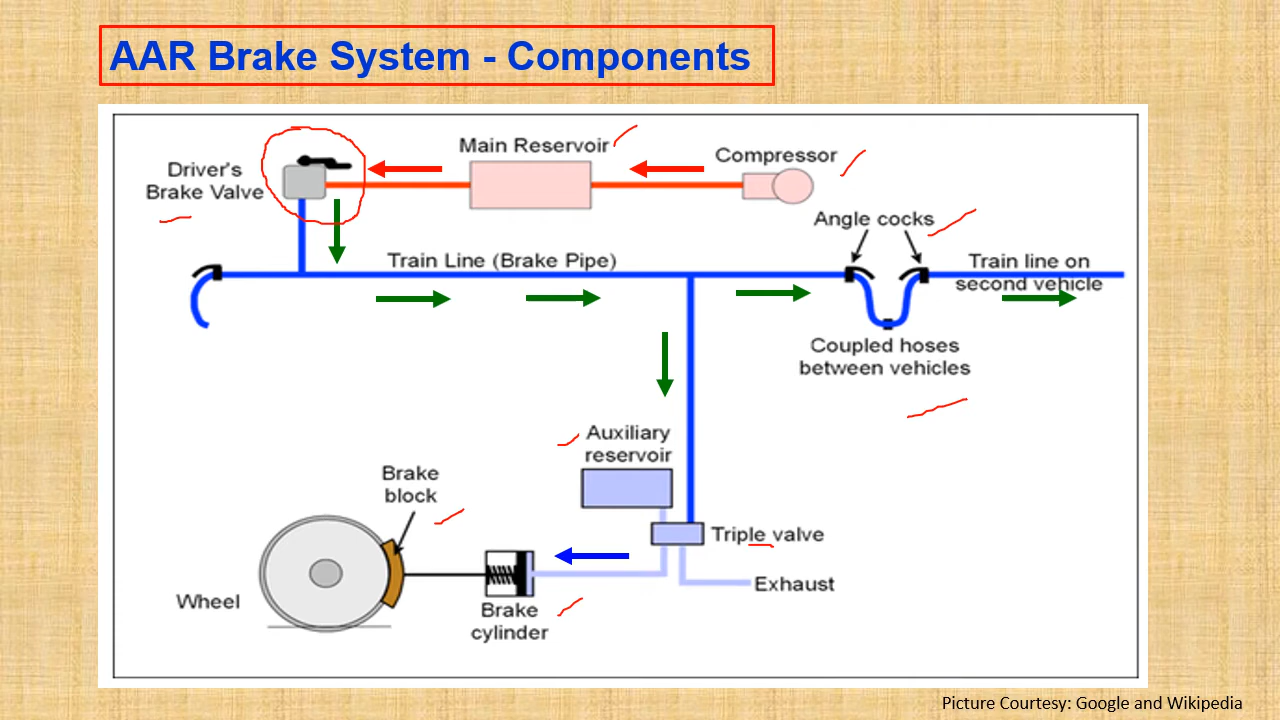 AAR Brake System - Components
Main Reservoir
Compressor
Driver's
Brake Valve
Angle cocks
Train Line (Brake Pipe)
Train line on
second vehicle
Coupled hoses
between vehicles
Auxiliary
reservoir
Brake
block
Triple valve
Exhaust
Wheel
Brake
cylinder
Picture Courtesy: Google and Wikipedia